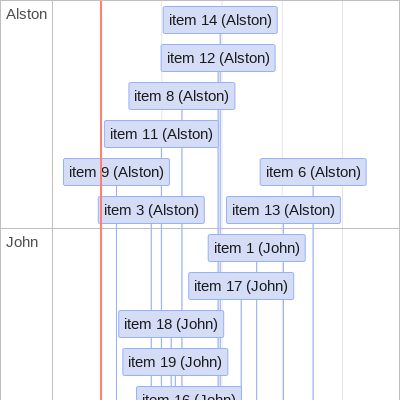 Alston
item 14 (Alston)
item 12 (Alston)
item 8 (Alston)
item 11 (Alston)
item 9 (Alston)
item 6 (Alston)
item 3 (Alston)
item 13 (Alston)
John
item 1 (John)
item 17 (John)
item 18 (John)
item 19 (John)
item 16 (John)